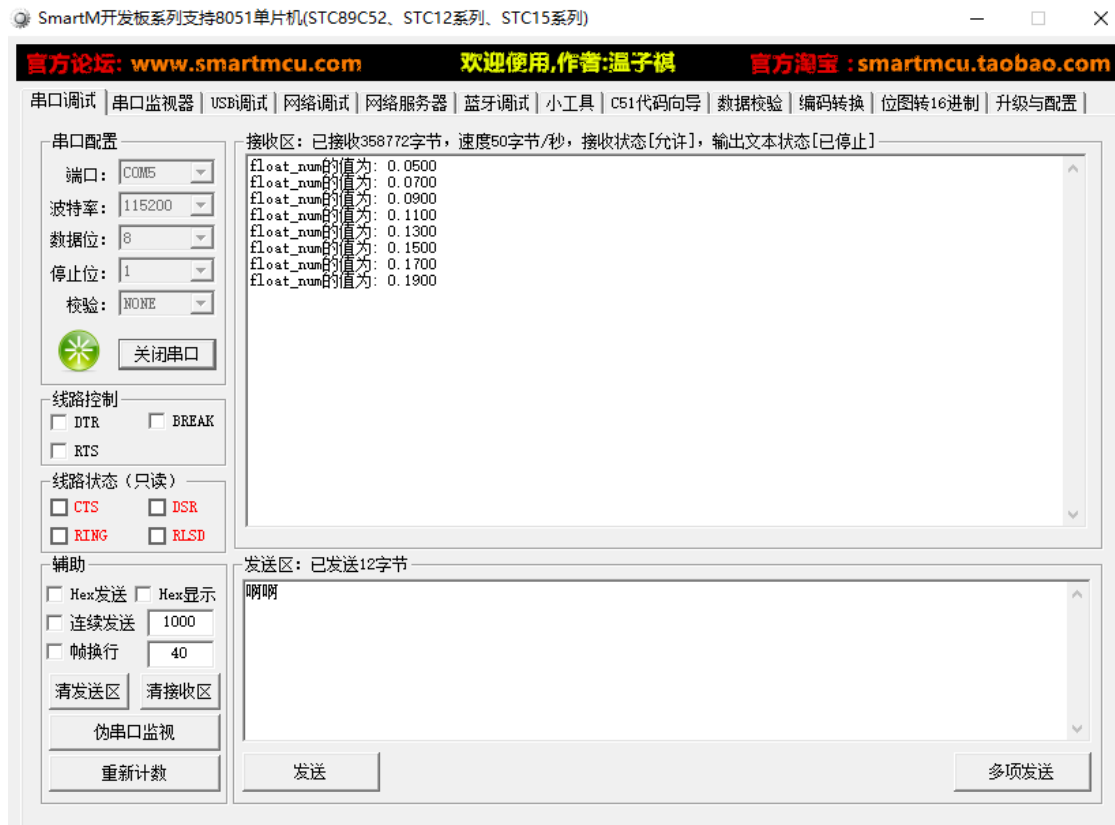 SmartM开发板系列支持8051单片机(STC89C52、STC12系列、STC15系列)
官方论坛: www.smartmcu.com 欢迎使用,作者:温子祺 官方淘宝 :smartmcu.taobao.com
串口调试 串口监视器 USB调试 网络调试 网络服务器 蓝牙调试 小工具 C51代码向导 数据校验 编码转换 位图转16进制 升级与配置
串口配置
端口: COM5
波特率: 115200
数据位: 8
停止位: 1
校验: NONE
关闭串口
线路控制
DTR BREAK
RTS
线路状态（只读）
CTS DSR
RING RLSD
辅助
Hex发送 Hex显示
连续发送 1000
帧换行 40
清发送区 清接收区
伪串口监视
重新计数
接收区: 已接收358772字节, 速度50字节/秒, 接收状态[允许], 输出文本状态[已停止]
float_num的值为: 0.0500
float_num的值为: 0.0700
float_num的值为: 0.0900
float_num的值为: 0.1100
float_num的值为: 0.1300
float_num的值为: 0.1500
float_num的值为: 0.1700
float_num的值为: 0.1900
发送区: 已发送12字节
啊啊
发送 多项发送